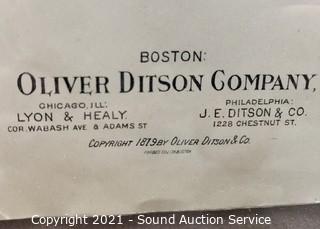 BOSTON:
OLIVER DITSON COMPANY,
CHICAGO, ILL:
LYON & HEALY.
COR. WABASH AVE & ADAMS ST
PHILADELPHIA:
J. E. DITSON & CO.
1228 CHESTNUT ST.
COPYRIGHT 1879 BY OLIVER DITSON & CO.
Copyright 2021 - Sound Auction Service